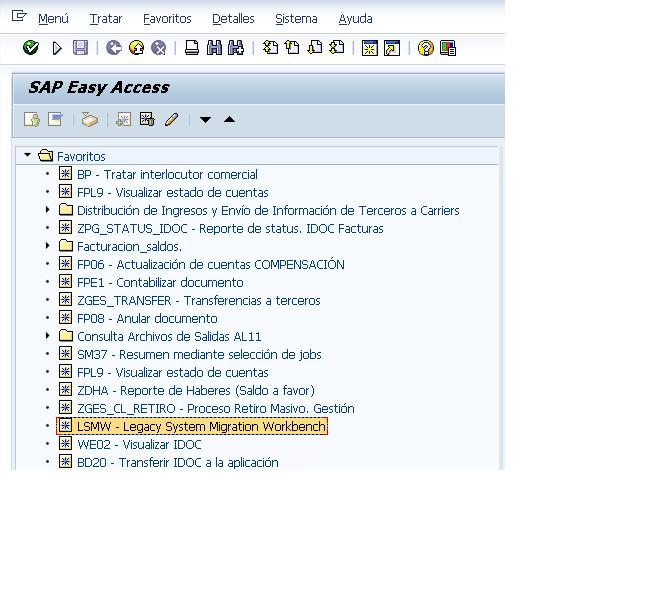 Menú Tratar Favoritos Detalles Sistema Ayuda
SAP Easy Access
Favoritos
BP - Tratar interlocutor comercial
FPL9 - Visualizar estado de cuentas
Distribución de Ingresos y Envío de Información de Terceros a Carriers
ZPG_STATUS_IDOC - Reporte de status. IDOC Facturas
Facturacion_saldos.
FP06 - Actualización de cuentas COMPENSACIÓN
FPE1 - Contabilizar documento
ZGES_TRANSFER - Transferencias a terceros
FP08 - Anular documento
Consulta Archivos de Salidas AL11
SM37 - Resumen mediante selección de jobs
FPL9 - Visualizar estado de cuentas
ZDHA - Reporte de Haberes (Saldo a favor)
ZGES_CL_RETIRO - Proceso Retiro Masivo. Gestión
LSMW - Legacy System Migration Workbench
WE02 - Visualizar IDOC
BD20 - Transferir IDOC a la aplicación